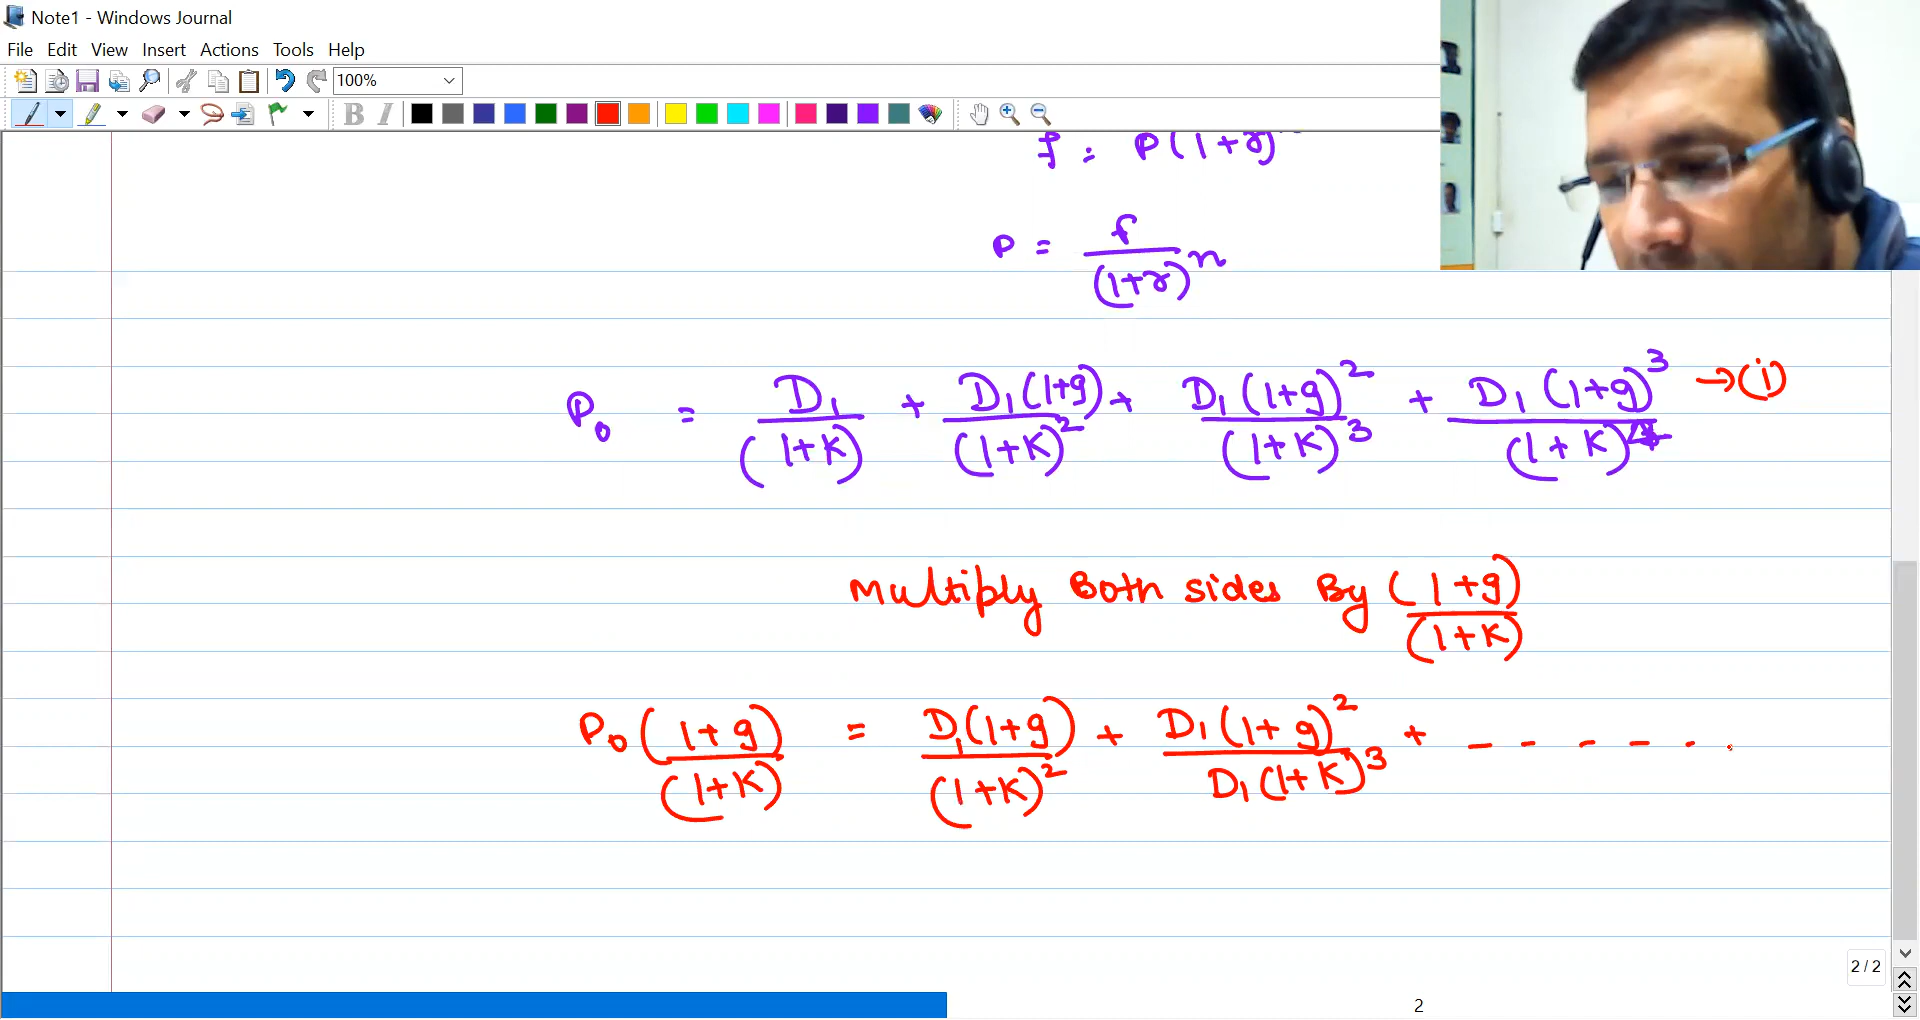 Note1 - Windows Journal
File Edit View Insert Actions Tools Help
100%
B I
f = P(1+r)
P = f/(1+r)^n
P₀ = D₁/(1+K) + D₁(1+g)/(1+K)² + D₁(1+g)²/(1+K)³ + D₁(1+g)³/(1+K)⁴ → (i)
Multiply Both sides By (1+g)/(1+K)
P₀(1+g)/(1+K) = D₁(1+g)/(1+K)² + D₁(1+g)²/D₁(1+K)³ + - - - - - -
2 / 2
2